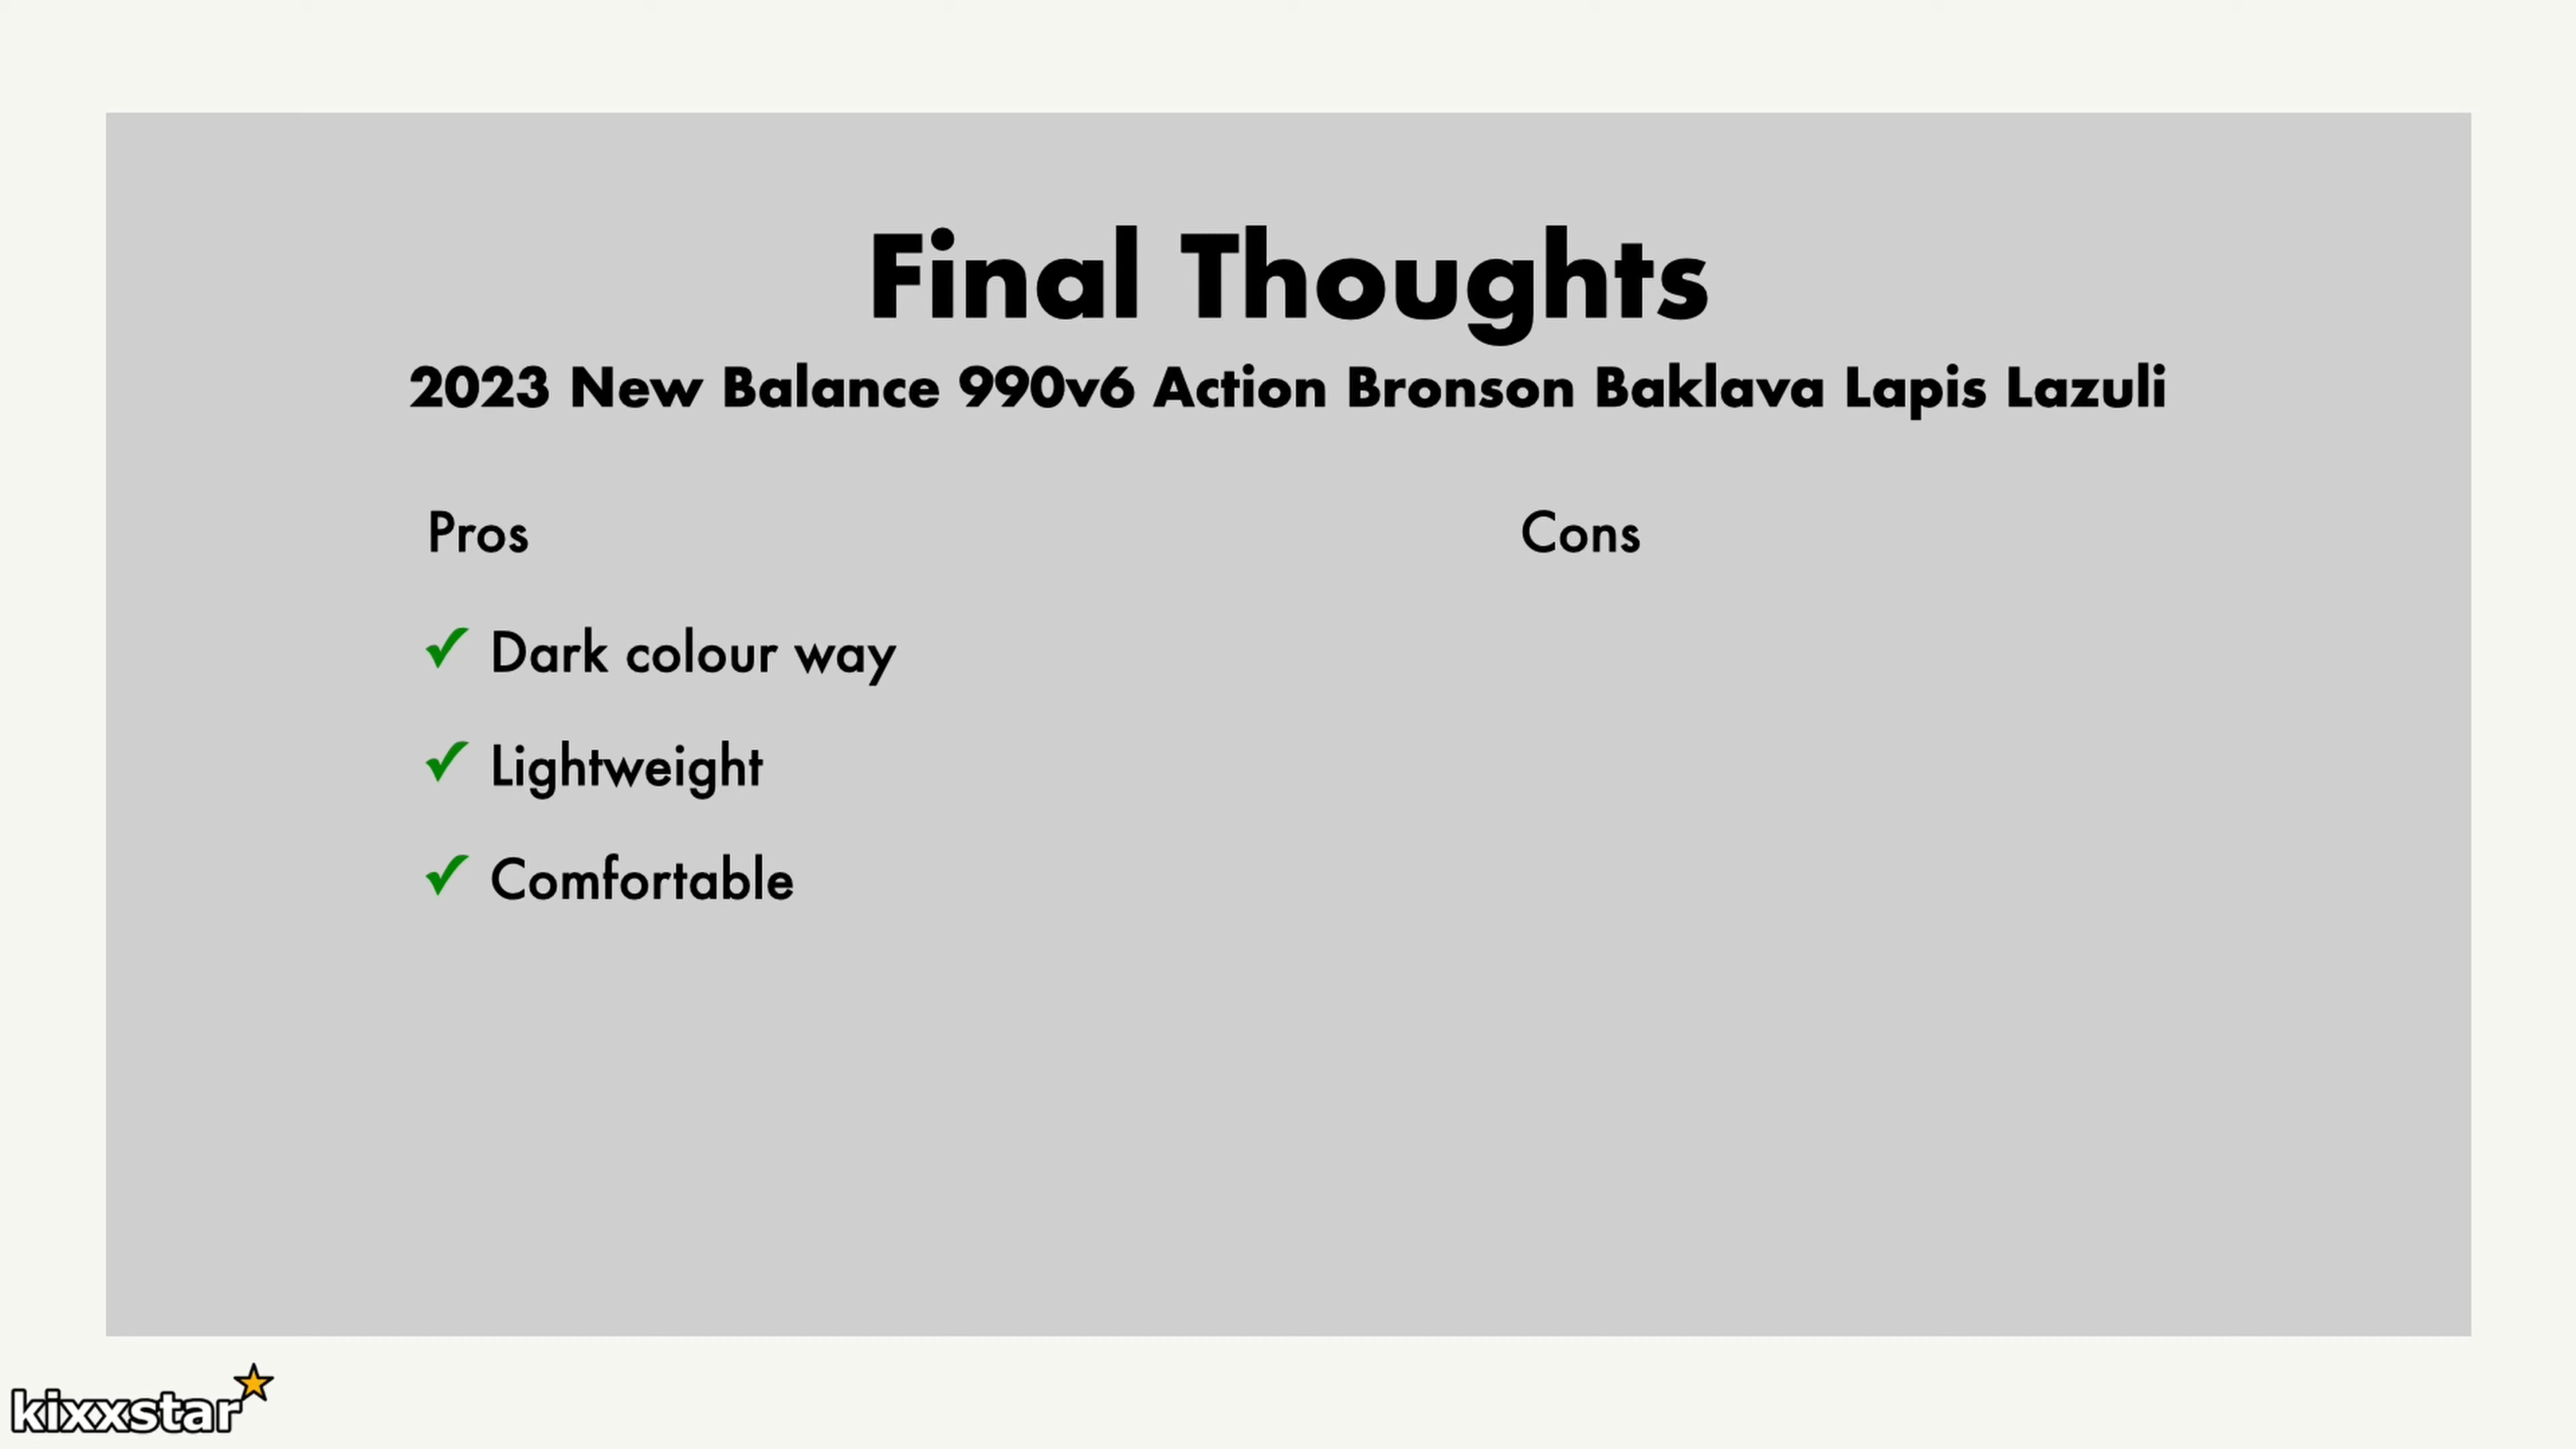 Final Thoughts
2023 New Balance 990v6 Action Bronson Baklava Lapis Lazuli
Pros
Cons
✓ Dark colour way
✓ Lightweight
✓ Comfortable
kixxstar